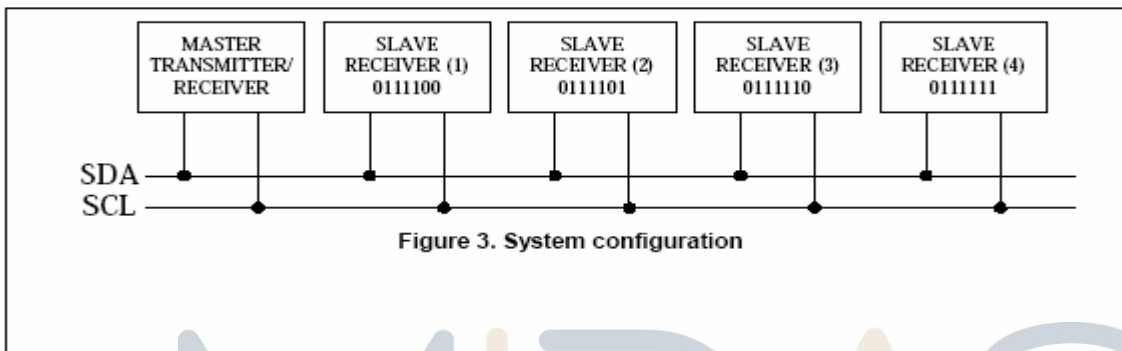 MASTER
TRANSMITTER/
RECEIVER
SLAVE
RECEIVER (1)
0111100
SLAVE
RECEIVER (2)
0111101
SLAVE
RECEIVER (3)
0111110
SLAVE
RECEIVER (4)
0111111
SDA
SCL
Figure 3. System configuration